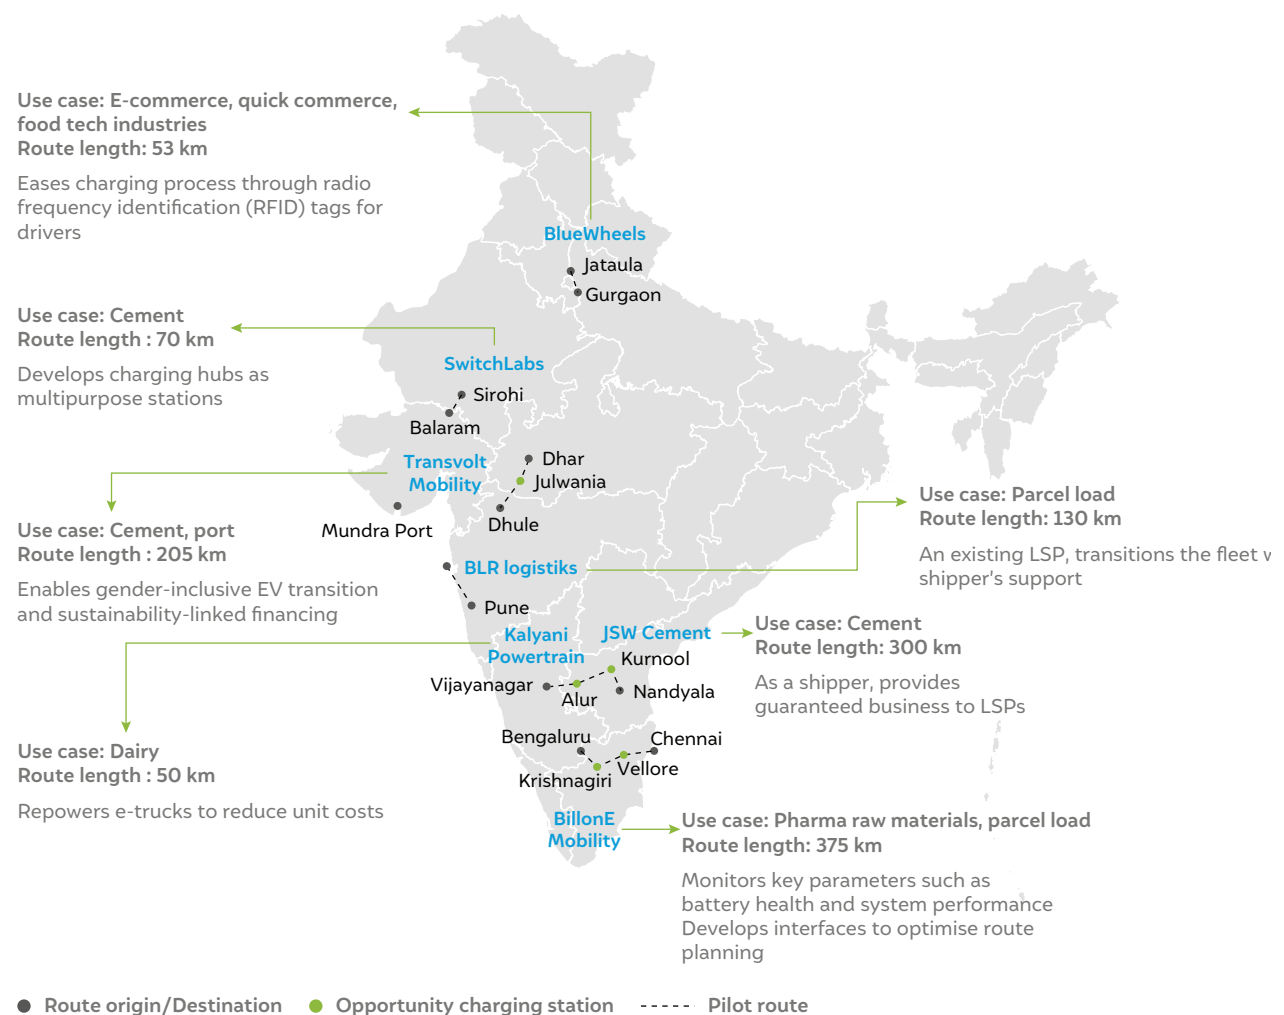 Use case: E-commerce, quick commerce,
food tech industries
Route length: 53 km
Eases charging process through radio
frequency identification (RFID) tags for
drivers
BlueWheels
Jataula
Gurgaon
Use case: Cement
Route length : 70 km
Develops charging hubs as
multipurpose stations
SwitchLabs
Sirohi
Balaram
Transvolt
Mobility
Dhar
Julwania
Dhule
Mundra Port
Use case: Cement, port
Route length : 205 km
Enables gender-inclusive EV transition
and sustainability-linked financing
Use case: Parcel load
Route length: 130 km
An existing LSP, transitions the fleet
shipper's support
BLR logistiks
Pune
Kalyani
Powertrain
JSW Cement
Kurnool
Vijayanagar
Alur
Nandyala
Use case: Cement
Route length: 300 km
As a shipper, provides
guaranteed business to LSPs
Bengaluru
Chennai
Krishnagiri
Vellore
Use case: Dairy
Route length : 50 km
Repowers e-trucks to reduce unit costs
BillonE
Mobility
Use case: Pharma raw materials, parcel load
Route length: 375 km
Monitors key parameters such as
battery health and system performance
Develops interfaces to optimise route
planning
Route origin/Destination
Opportunity charging station
Pilot route